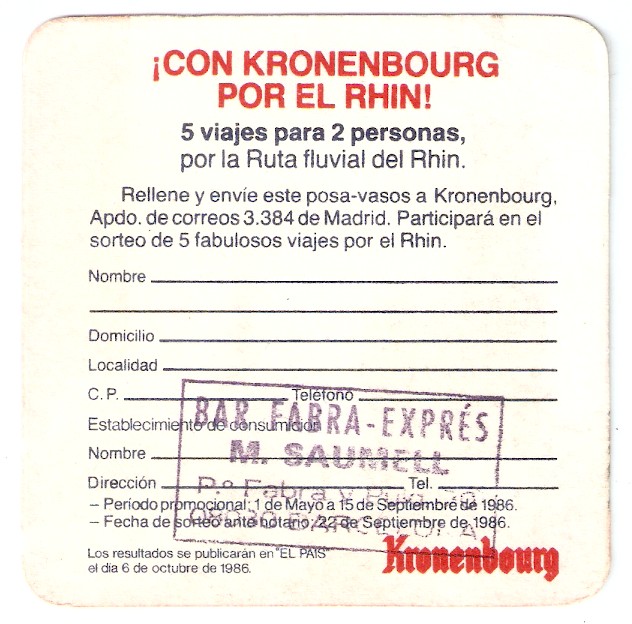 ¡CON KRONENBOURG
POR EL RHIN!
5 viajes para 2 personas,
por la Ruta fluvial del Rhin.
Rellene y envíe este posa-vasos a Kronenbourg,
Apdo. de correos 3.384 de Madrid. Participará en el
sorteo de 5 fabulosos viajes por el Rhin.
Nombre
Domicilio
Localidad
C. P. Teléfono
BAR FABRA-EXPRÉS
Establecimiento de consumición
M. SAUMELL
Nombre
Dirección Tel.
P.º Fabra y Puig,
– Período promocional; 1 de Mayo a 15 de Septiembre de 1986.
– Fecha de sorteo ante notario, 22 de Septiembre de 1986.
BARCELONA
Los resultados se publicarán en "EL PAIS"
el dia 6 de octubre de 1986.
Kronenbourg